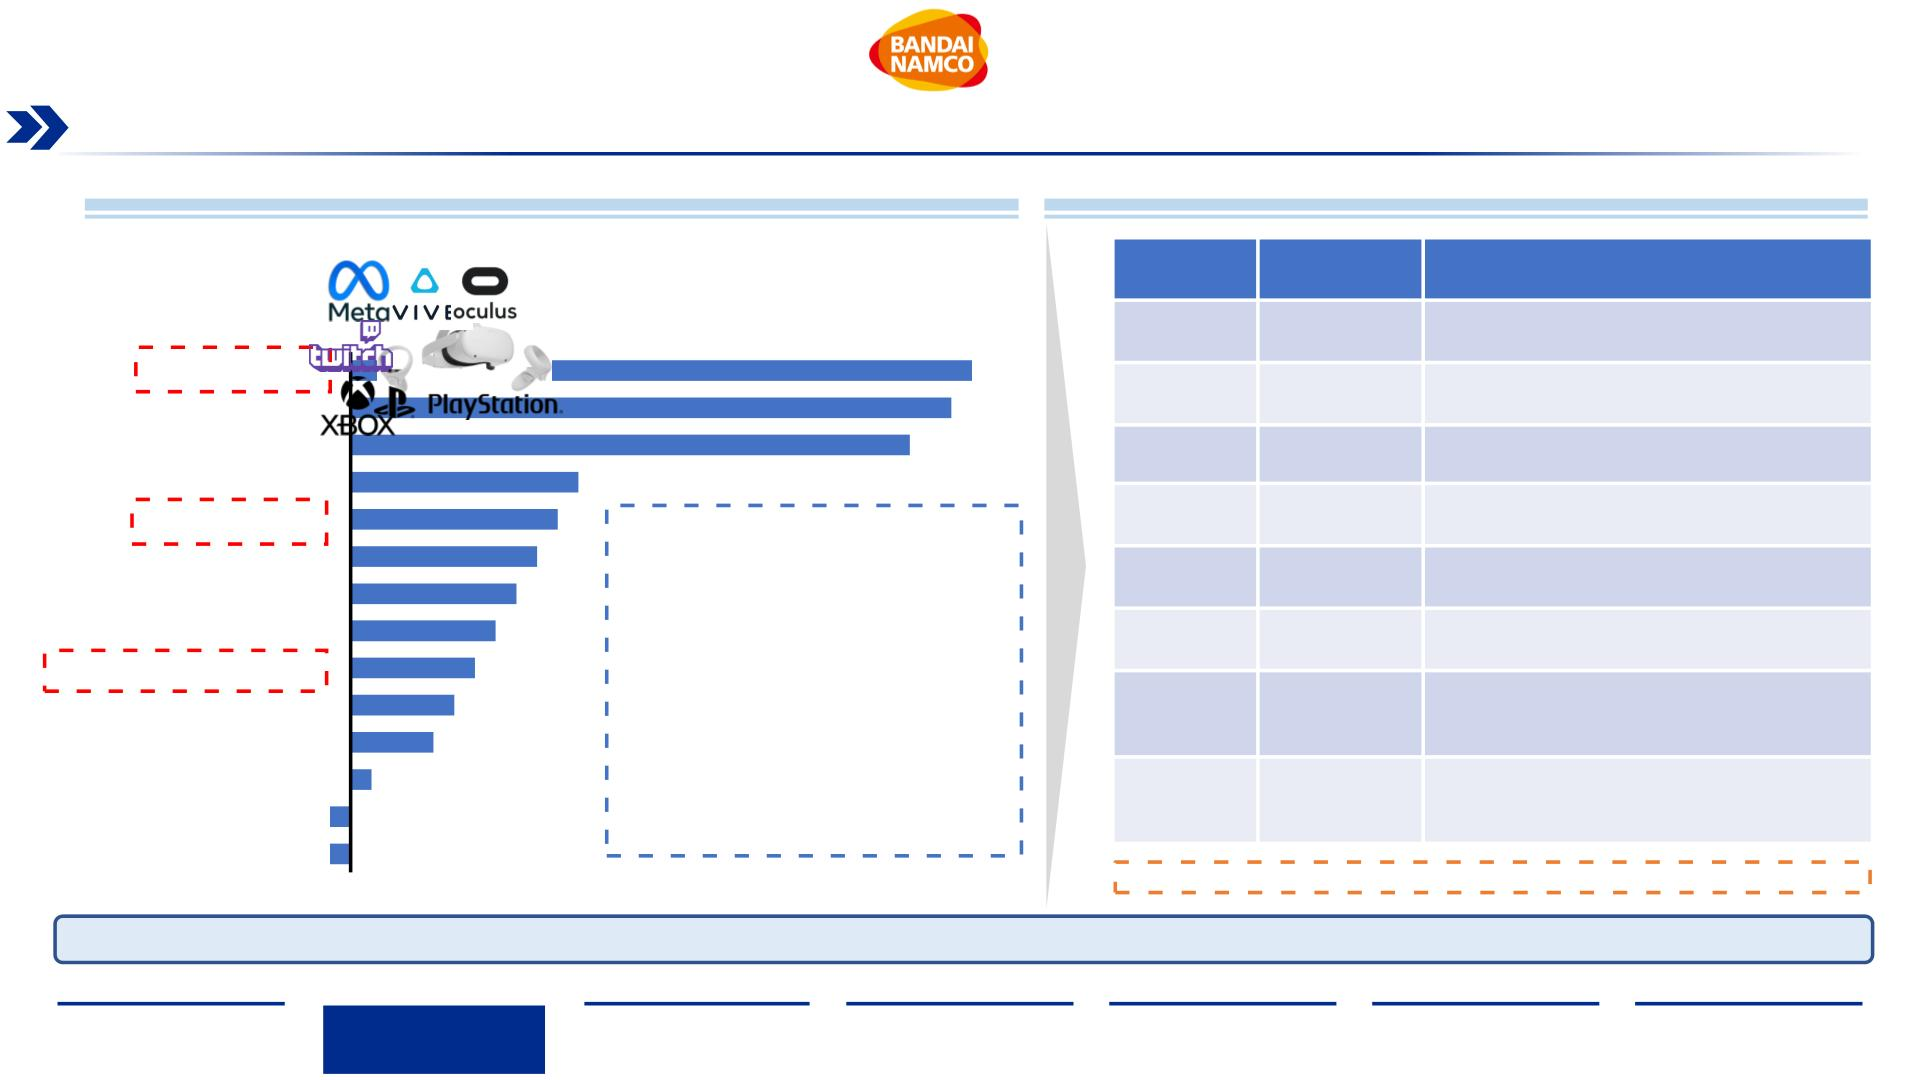 BANDAI
NAMCO
Meta
VIVE
oculus
twitch
XBOX
PlayStation